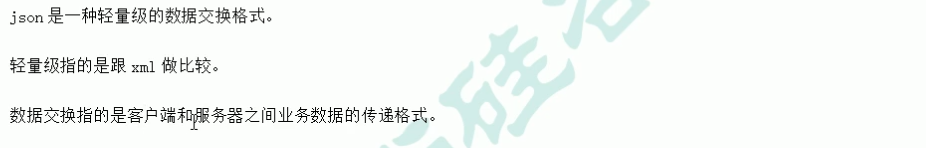 json 是一种轻量级的数据交换格式。
轻量级指的是跟 xml 做比较。
数据交换指的是客户端和服务器之间业务数据的传递格式。
硅